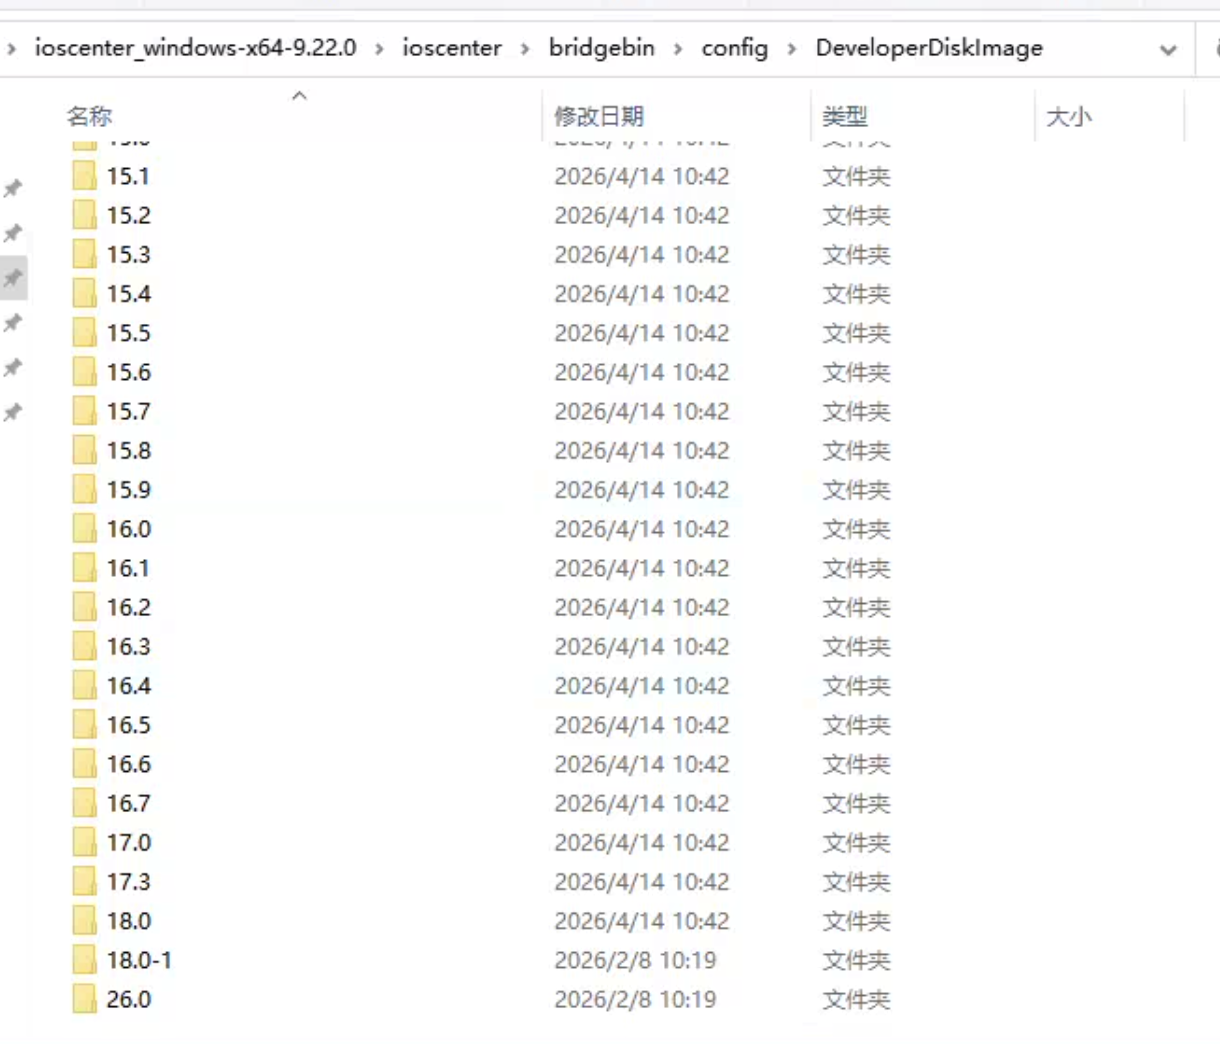 ioscenter_windows-x64-9.22.0 › ioscenter › bridgebin › config › DeveloperDiskImage
名称 修改日期 类型 大小
15.1 2026/4/14 10:42 文件夹
15.2 2026/4/14 10:42 文件夹
15.3 2026/4/14 10:42 文件夹
15.4 2026/4/14 10:42 文件夹
15.5 2026/4/14 10:42 文件夹
15.6 2026/4/14 10:42 文件夹
15.7 2026/4/14 10:42 文件夹
15.8 2026/4/14 10:42 文件夹
15.9 2026/4/14 10:42 文件夹
16.0 2026/4/14 10:42 文件夹
16.1 2026/4/14 10:42 文件夹
16.2 2026/4/14 10:42 文件夹
16.3 2026/4/14 10:42 文件夹
16.4 2026/4/14 10:42 文件夹
16.5 2026/4/14 10:42 文件夹
16.6 2026/4/14 10:42 文件夹
16.7 2026/4/14 10:42 文件夹
17.0 2026/4/14 10:42 文件夹
17.3 2026/4/14 10:42 文件夹
18.0 2026/4/14 10:42 文件夹
18.0-1 2026/2/8 10:19 文件夹
26.0 2026/2/8 10:19 文件夹